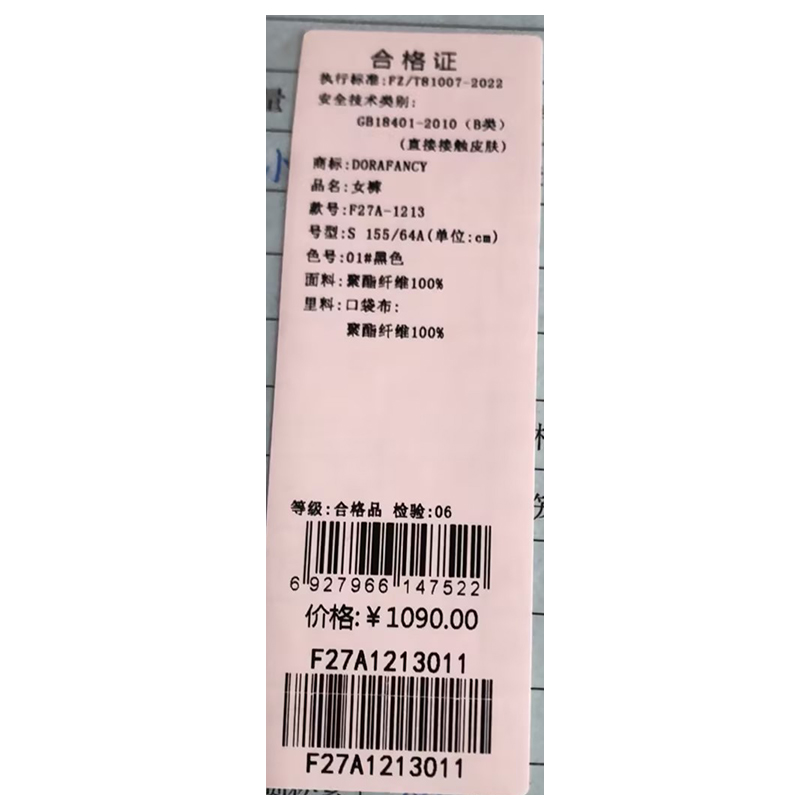 合格证
执行标准:FZ/T81007-2022
安全技术类别:
GB18401-2010（B类）
（直接接触皮肤）
商标:DORAFANCY
品名:女裤
款号:F27A-1213
号型:S 155/64A(单位:cm)
色号:01#黑色
面料:聚酯纤维100%
里料:口袋布:
聚酯纤维100%
等级:合格品 检验:06
6 927966 147522
价格:￥1090.00
F27A1213011
F27A1213011